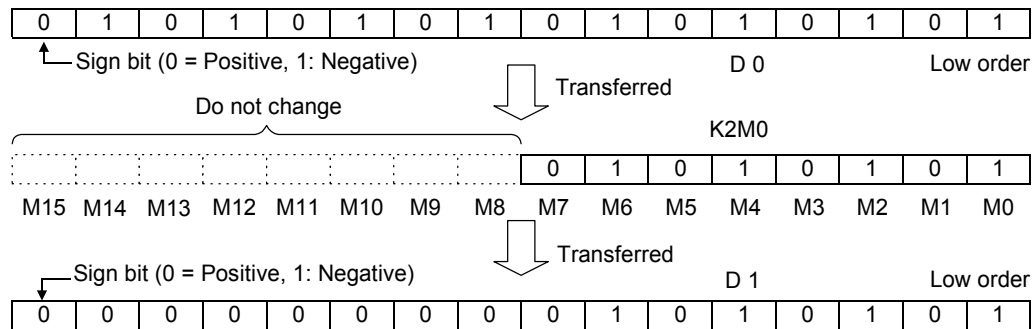 0 1 0 1 0 1 0 1 0 1 0 1 0 1 0 1
Sign bit (0 = Positive, 1: Negative) D 0 Low order
Transferred
Do not change
K2M0
0 1 0 1 0 1 0 1
M15 M14 M13 M12 M11 M10 M9 M8 M7 M6 M5 M4 M3 M2 M1 M0
Transferred
Sign bit (0 = Positive, 1: Negative) D 1 Low order
0 0 0 0 0 0 0 0 0 1 0 1 0 1 0 1